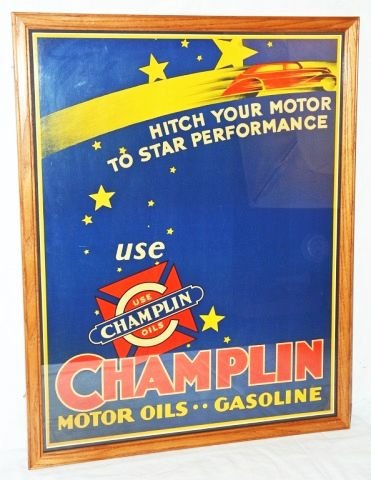 HITCH YOUR MOTOR
TO STAR PERFORMANCE
use
USE
CHAMPLIN
OILS
CHAMPLIN
MOTOR OILS·· GASOLINE